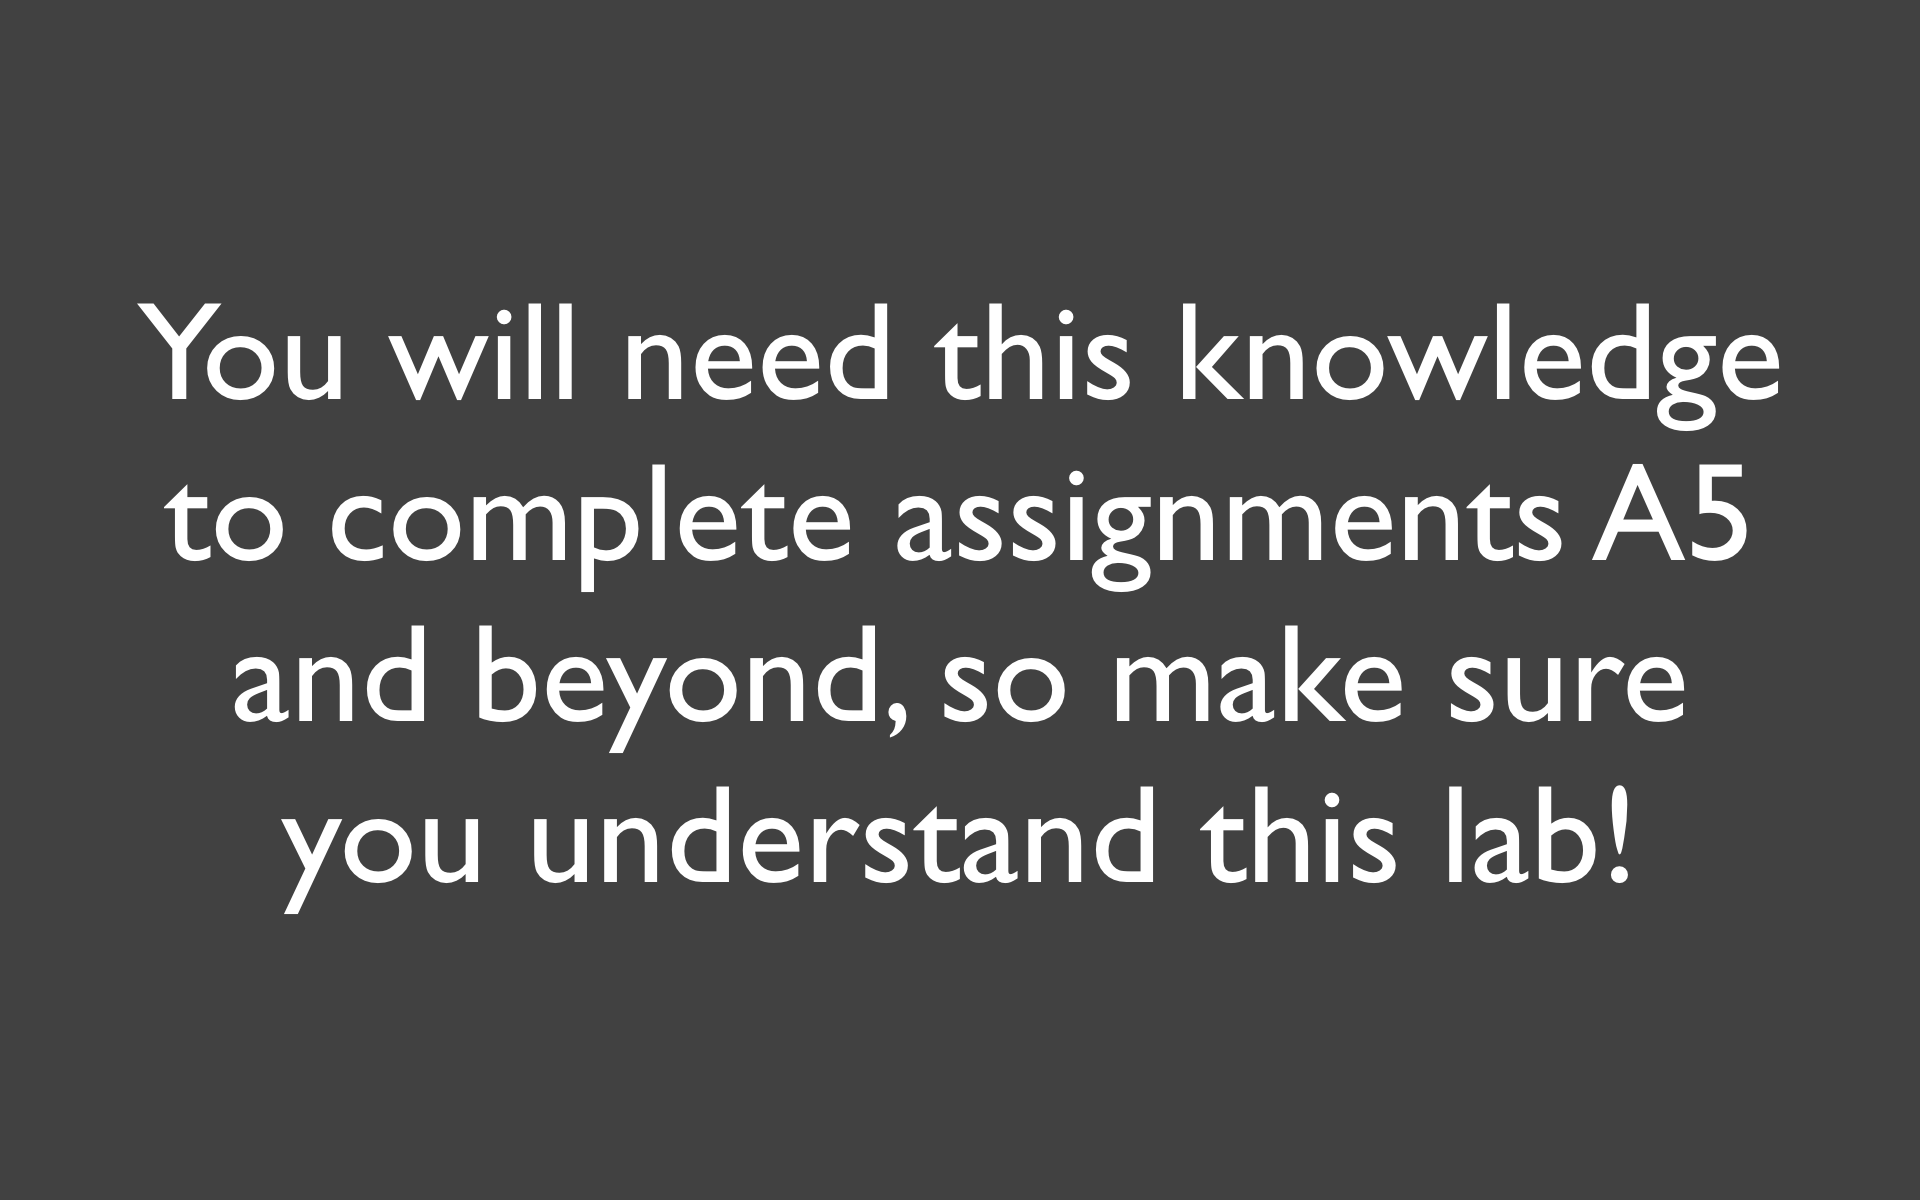 You will need this knowledge
to complete assignments A5
and beyond, so make sure
you understand this lab!